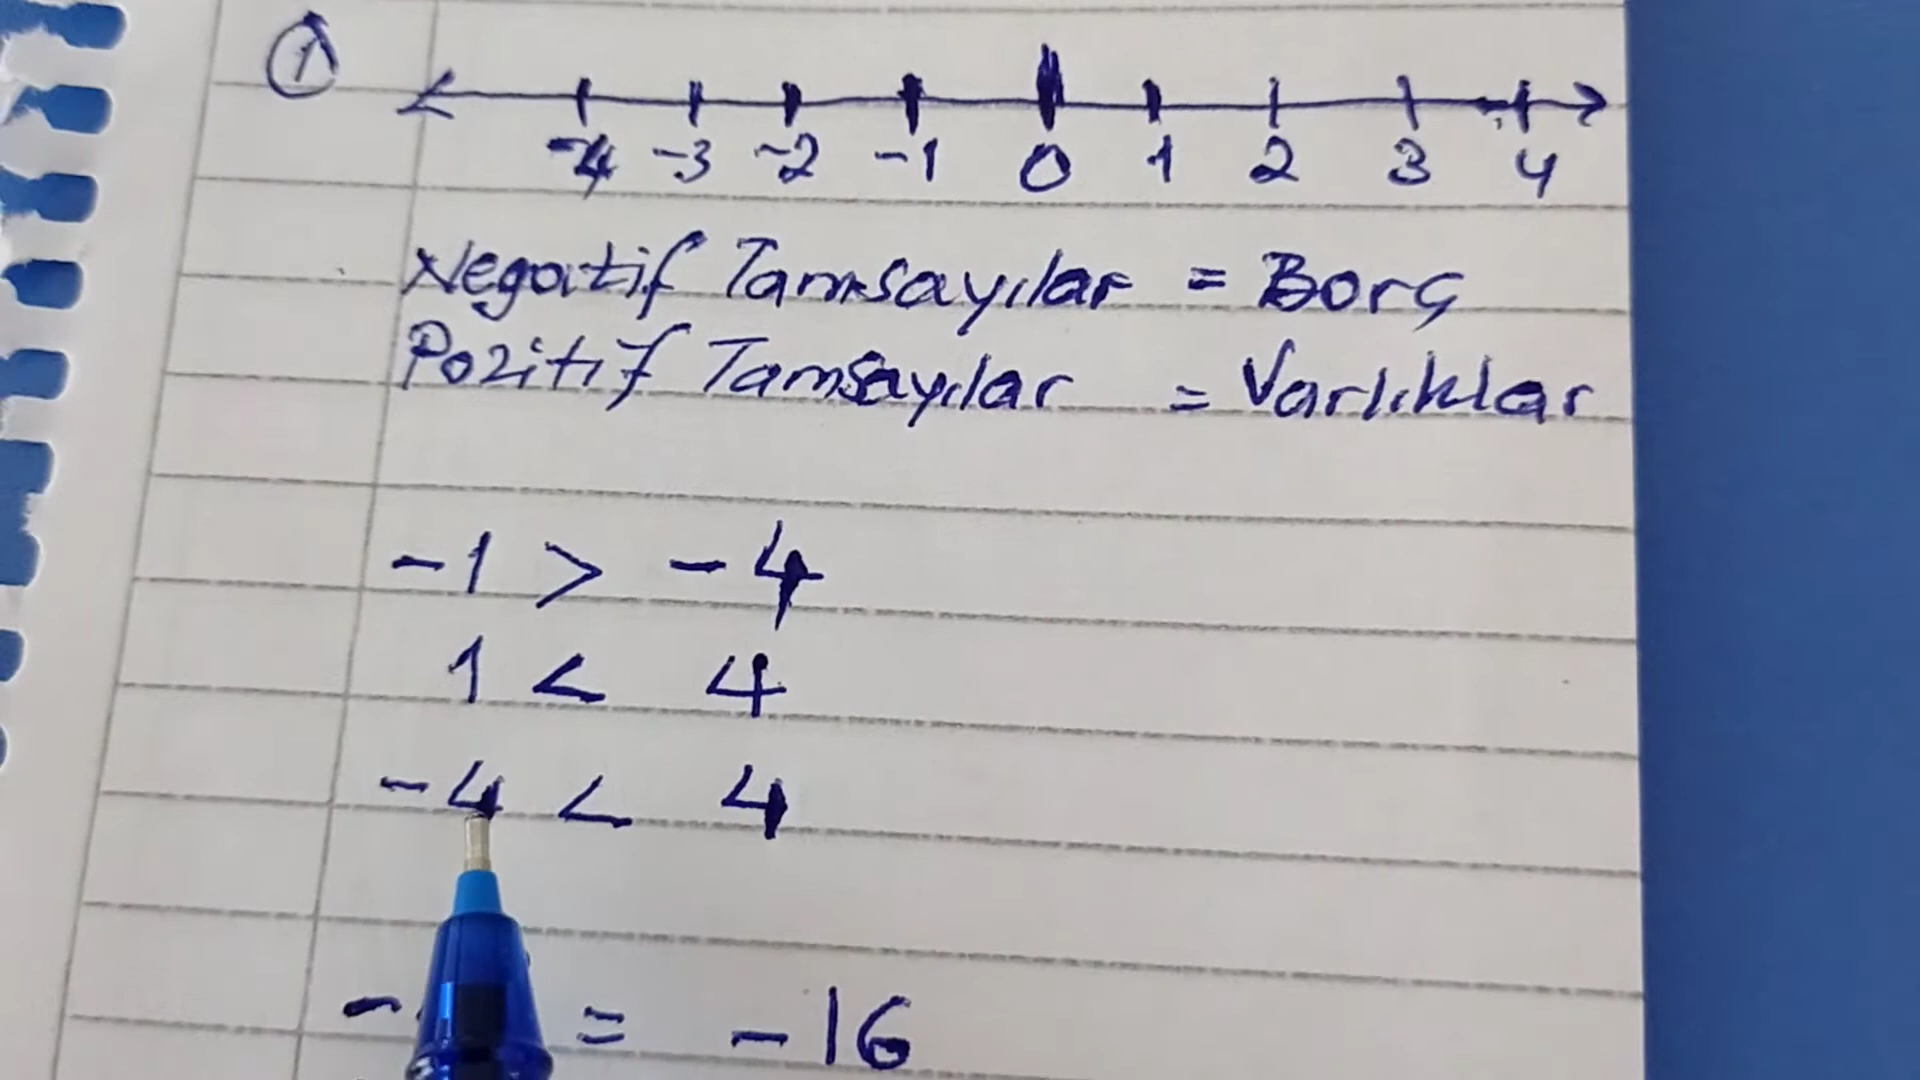 1
-4 -3 -2 -1 0 1 2 3 4
Negatif Tamsayılar = Borç
Pozitif Tamsayılar = Varlıklar
-1 > -4
1 < 4
-4 < 4
- = -16